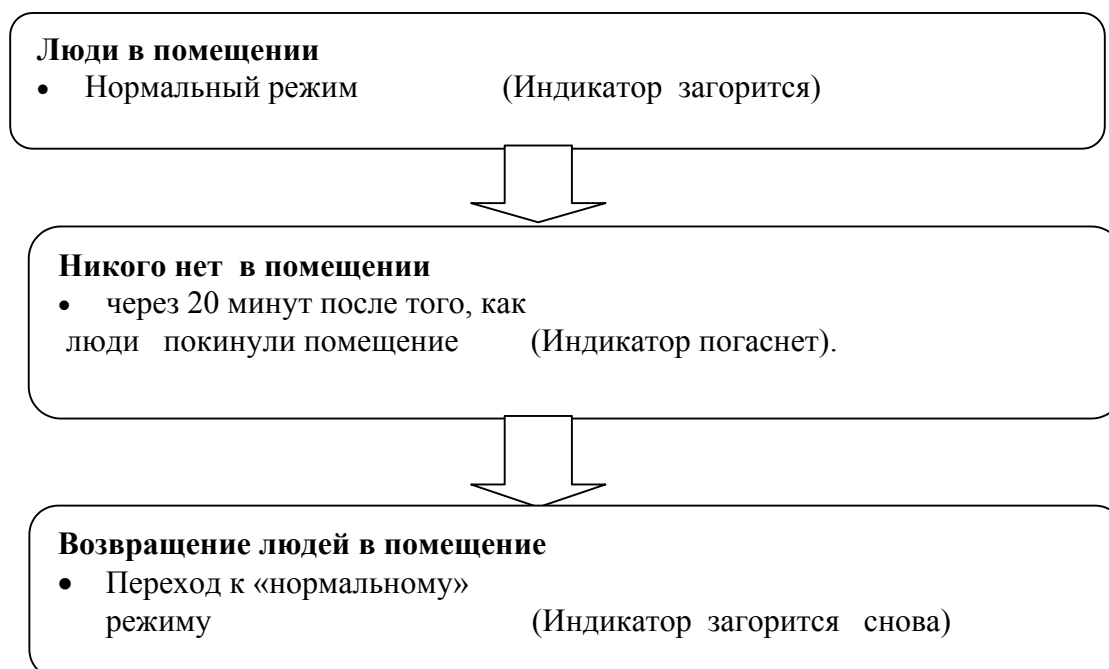 Люди в помещении
• Нормальный режим (Индикатор загорится)
Никого нет в помещении
• через 20 минут после того, как
люди покинули помещение (Индикатор погаснет).
Возвращение людей в помещение
• Переход к «нормальному»
режиму (Индикатор загорится снова)